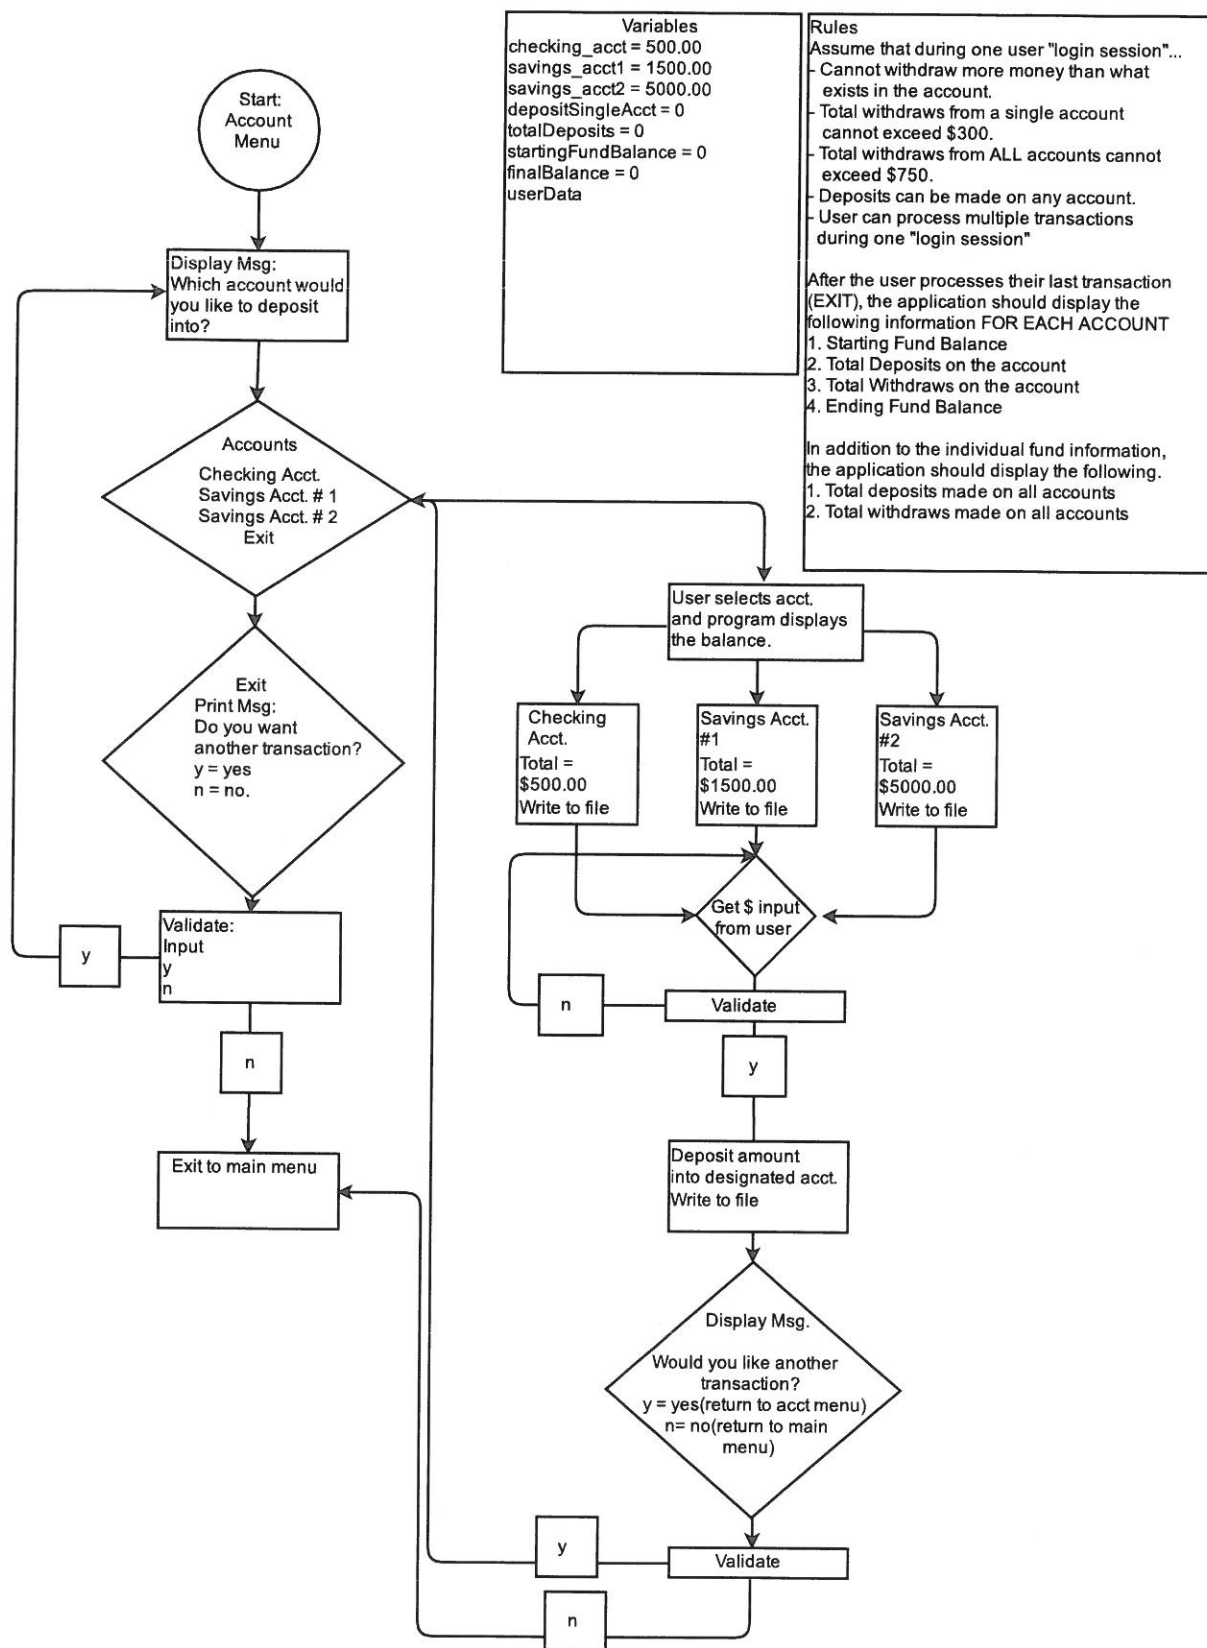 Variables
checking_acct = 500.00
savings_acct1 = 1500.00
savings_acct2 = 5000.00
depositSingleAcct = 0
totalDeposits = 0
startingFundBalance = 0
finalBalance = 0
userData
Rules
Assume that during one user "login session"...
- Cannot withdraw more money than what
exists in the account.
- Total withdraws from a single account
cannot exceed $300.
- Total withdraws from ALL accounts cannot
exceed $750.
- Deposits can be made on any account.
- User can process multiple transactions
during one "login session"
After the user processes their last transaction
(EXIT), the application should display the
following information FOR EACH ACCOUNT
1. Starting Fund Balance
2. Total Deposits on the account
3. Total Withdraws on the account
4. Ending Fund Balance
In addition to the individual fund information,
the application should display the following.
1. Total deposits made on all accounts
2. Total withdraws made on all accounts
Start:
Account
Menu
Display Msg:
Which account would
you like to deposit
into?
Accounts
Checking Acct.
Savings Acct. # 1
Savings Acct. # 2
Exit
Exit
Print Msg:
Do you want
another transaction?
y = yes
n = no.
Validate:
Input
y
n
y
n
Exit to main menu
User selects acct.
and program displays
the balance.
Checking
Acct.
Total =
$500.00
Write to file
Savings Acct.
#1
Total =
$1500.00
Write to file
Savings Acct.
#2
Total =
$5000.00
Write to file
Get $ input
from user
Validate
n
y
Deposit amount
into designated acct.
Write to file
Display Msg.
Would you like another
transaction?
y = yes(return to acct menu)
n= no(return to main
menu)
Validate
y
n